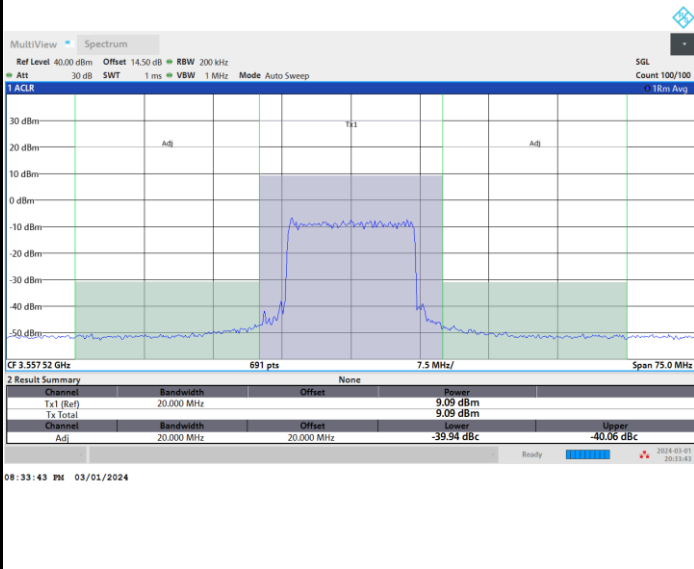 MultiView Spectrum
Ref Level 40.00 dBm Offset 14.50 dB RBW 200 kHz SGL
Att 30 dB SWT 1 ms VBW 1 MHz Mode Auto Sweep Count 100/100
1 ACLR 1Rm Avg
30 dBm
Tx1
20 dBm
Adj Adj
10 dBm
0 dBm
-10 dBm
-20 dBm
-30 dBm
-40 dBm
-50 dBm
CF 3.557 52 GHz 691 pts 7.5 MHz/ Span 75.0 MHz
2 Result Summary None
Channel Bandwidth Offset Power
Tx1 (Ref) 20.000 MHz 9.09 dBm
Tx Total 9.09 dBm
Channel Bandwidth Offset Lower Upper
Adj 20.000 MHz 20.000 MHz -39.94 dBc -40.06 dBc
Ready 2024-03-01
20:33:43
08:33:43 PM 03/01/2024